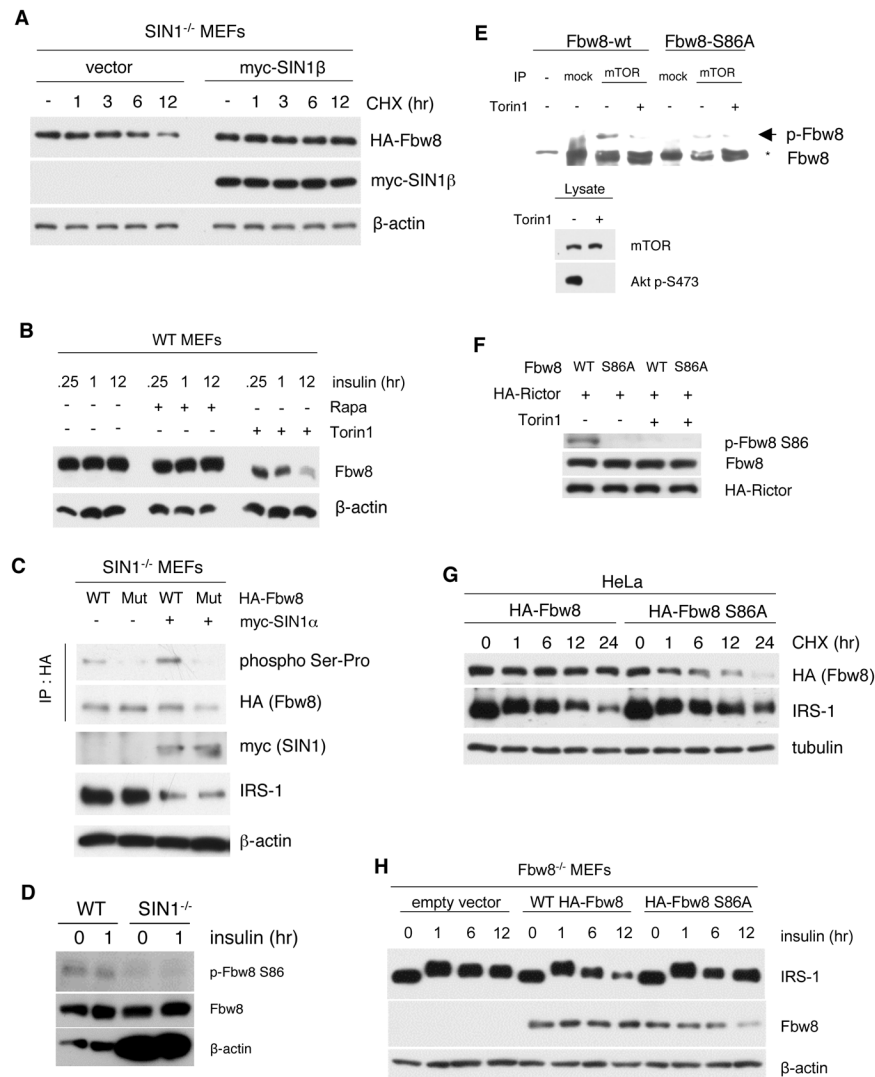 A
SIN1-/- MEFs
vector myc-SIN1β
- 1 3 6 12 - 1 3 6 12 CHX (hr)
HA-Fbw8
myc-SIN1β
β-actin
B
WT MEFs
.25 1 12 .25 1 12 .25 1 12 insulin (hr)
- - - + + + - - - Rapa
- - - - - - + + + Torin1
Fbw8
β-actin
C
SIN1-/- MEFs
WT Mut WT Mut HA-Fbw8
- - + + myc-SIN1α
IP : HA
phospho Ser-Pro
HA (Fbw8)
myc (SIN1)
IRS-1
β-actin
D
WT SIN1-/-
0 1 0 1 insulin (hr)
p-Fbw8 S86
Fbw8
β-actin
E
Fbw8-wt Fbw8-S86A
IP - mock mTOR mock mTOR
Torin1 - - - + - - +
p-Fbw8
* Fbw8
Lysate
Torin1 - +
mTOR
Akt p-S473
F
Fbw8 WT S86A WT S86A
HA-Rictor + + + +
Torin1 - - + +
p-Fbw8 S86
Fbw8
HA-Rictor
G
HeLa
HA-Fbw8 HA-Fbw8 S86A
0 1 6 12 24 0 1 6 12 24 CHX (hr)
HA (Fbw8)
IRS-1
tubulin
H
Fbw8-/- MEFs
empty vector WT HA-Fbw8 HA-Fbw8 S86A
0 1 6 12 0 1 6 12 0 1 6 12 insulin (hr)
IRS-1
Fbw8
β-actin